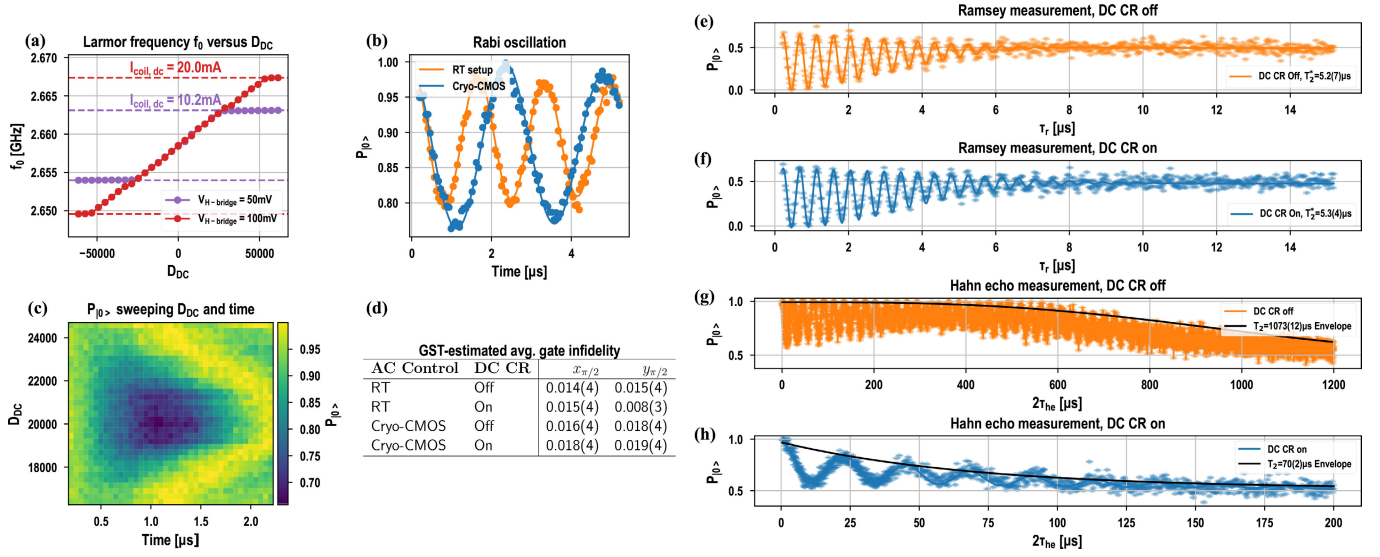 (a)
Larmor frequency f0 versus DDC
2.670
2.665
2.660
2.655
2.650
f0 [GHz]
Icoil, dc = 20.0mA
Icoil, dc = 10.2mA
VH−bridge = 50mV
VH−bridge = 100mV
−50000 0 50000
DDC
(b)
Rabi oscillation
1.00
0.95
0.90
0.85
0.80
P|0>
RT setup
Cryo-CMOS
0 2 4
Time [µs]
(c)
P|0> sweeping DDC and time
24000
22000
20000
18000
DDC
0.5 1.0 1.5 2.0
Time [µs]
0.95
0.90
0.85
0.80
0.75
0.70
P|0>
(d)
GST-estimated avg. gate infidelity
AC Control DC CR xπ/2 yπ/2
RT Off 0.014(4) 0.015(4)
RT On 0.015(4) 0.008(3)
Cryo-CMOS Off 0.016(4) 0.018(4)
Cryo-CMOS On 0.018(4) 0.019(4)
(e)
Ramsey measurement, DC CR off
0.5
0.0
P|0>
DC CR Off, T2*=5.2(7)µs
0 2 4 6 8 10 12 14
τr [µs]
(f)
Ramsey measurement, DC CR on
0.5
0.0
P|0>
DC CR On, T2*=5.3(4)µs
0 2 4 6 8 10 12 14
τr [µs]
(g)
Hahn echo measurement, DC CR off
1.0
0.5
P|0>
DC CR off
T2=1073(12)µs Envelope
0 200 400 600 800 1000 1200
2τhe [µs]
(h)
Hahn echo measurement, DC CR on
1.0
0.5
P|0>
DC CR on
T2=70(2)µs Envelope
0 25 50 75 100 125 150 175 200
2τhe [µs]